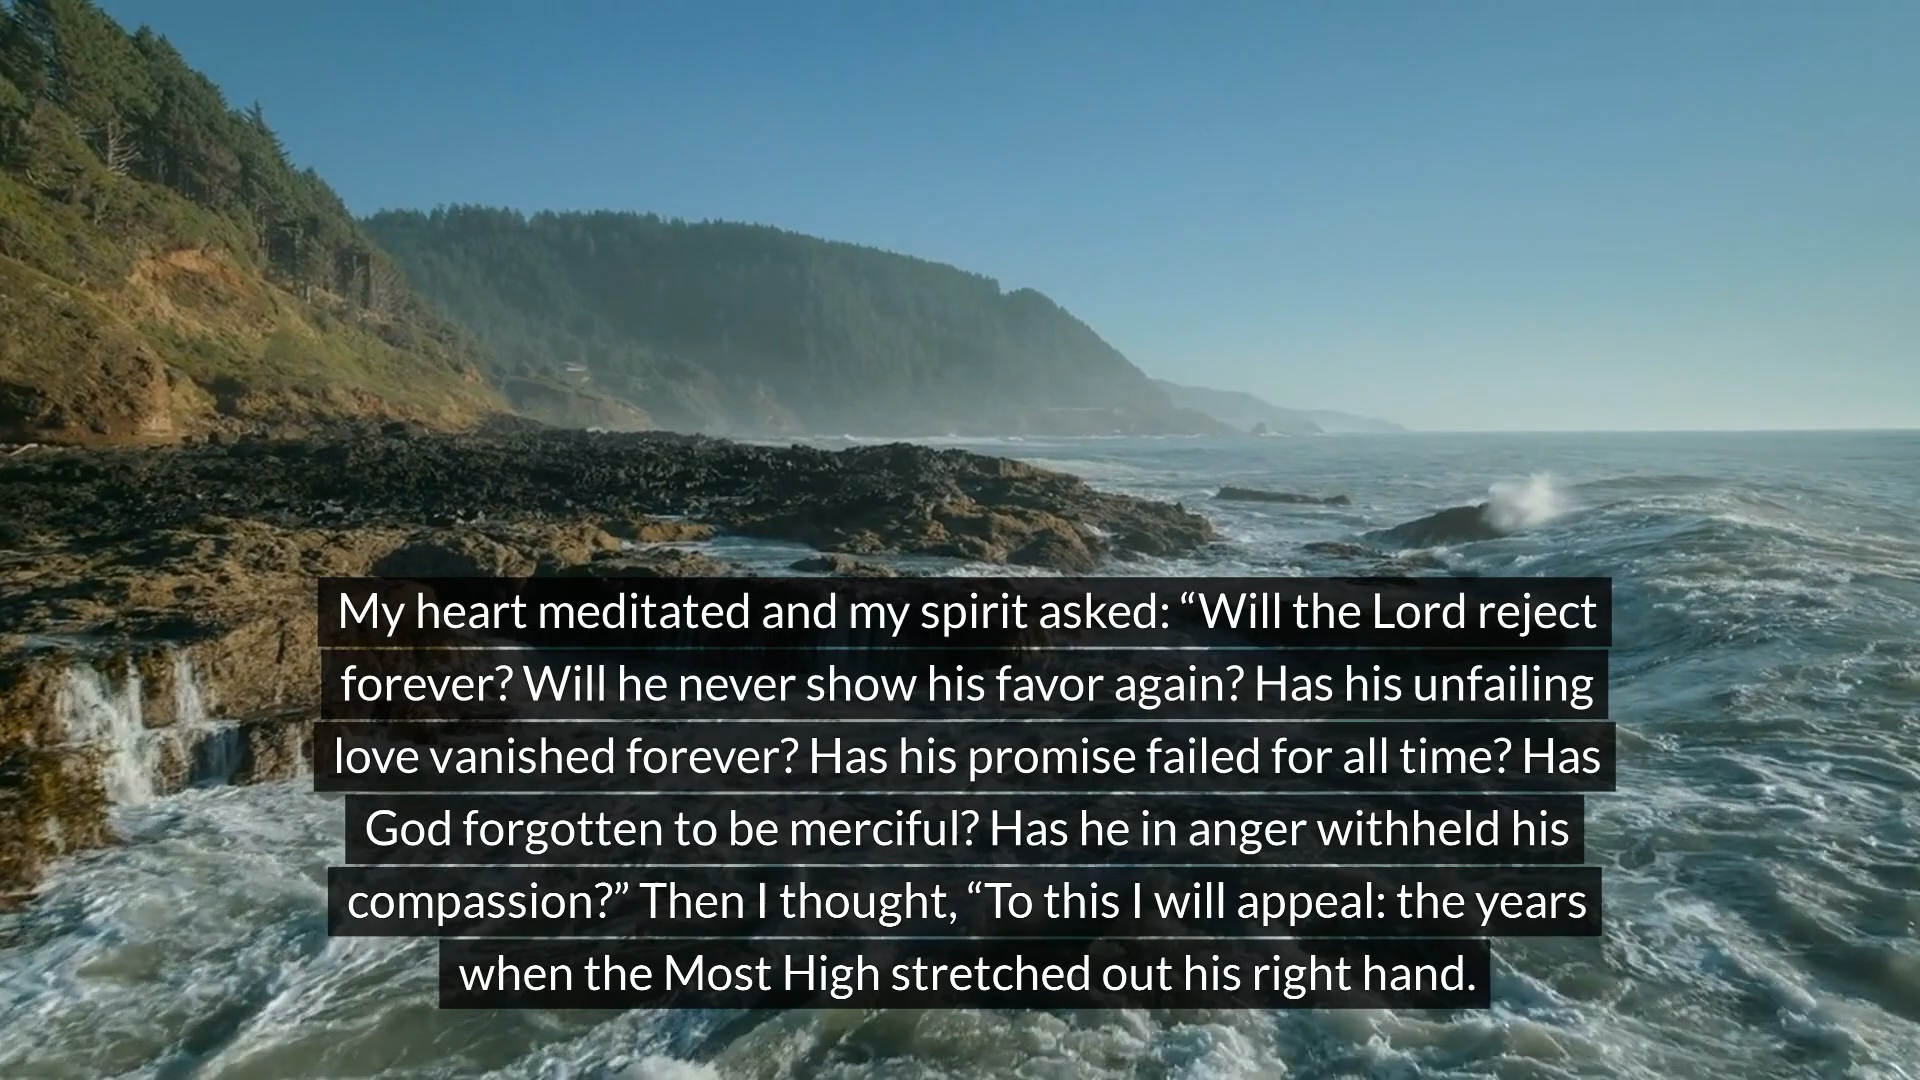 My heart meditated and my spirit asked: “Will the Lord reject
forever? Will he never show his favor again? Has his unfailing
love vanished forever? Has his promise failed for all time? Has
God forgotten to be merciful? Has he in anger withheld his
compassion?” Then I thought, “To this I will appeal: the years
when the Most High stretched out his right hand.